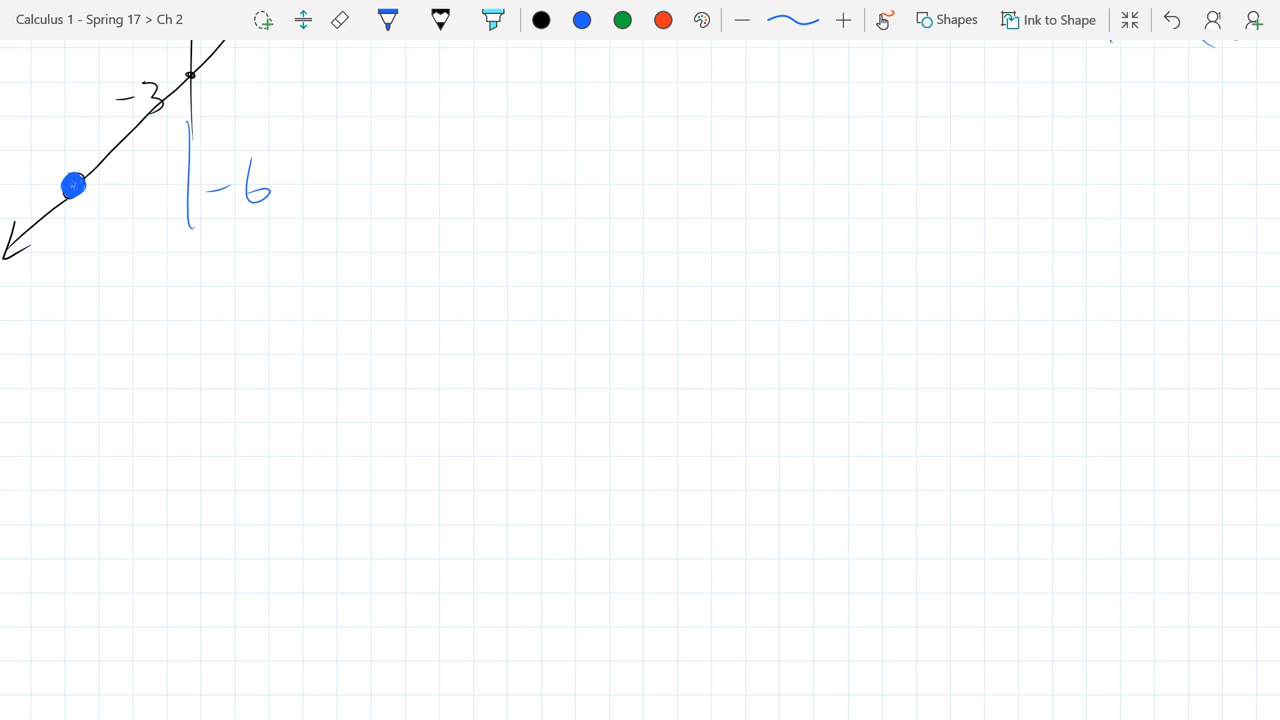 Calculus 1 - Spring 17 > Ch 2
Shapes
Ink to Shape
-3
-6